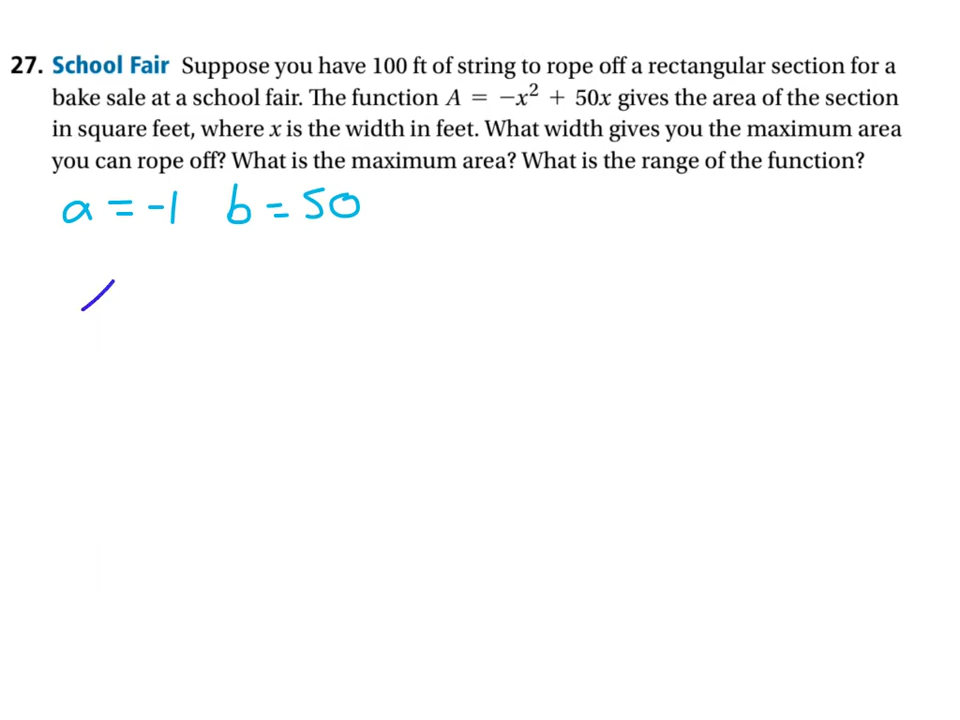 27. School Fair Suppose you have 100 ft of string to rope off a rectangular section for a
bake sale at a school fair. The function A = −x² + 50x gives the area of the section
in square feet, where x is the width in feet. What width gives you the maximum area
you can rope off? What is the maximum area? What is the range of the function?
a = -1 b = 50